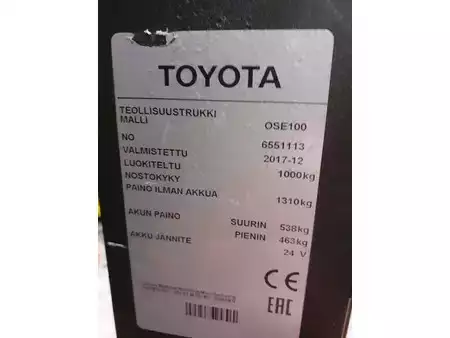 TOYOTA
TEOLLISUUSTRUKKI
MALLI OSE100
NO 6551113
VALMISTETTU 2017-12
LUOKITELTU
NOSTOKYKY 1000kg
PAINO ILMAN AKKUA 1310kg
AKUN PAINO SUURIN 538kg
PIENIN 463kg
AKKU JÄNNITE 24 V
CE
EAC